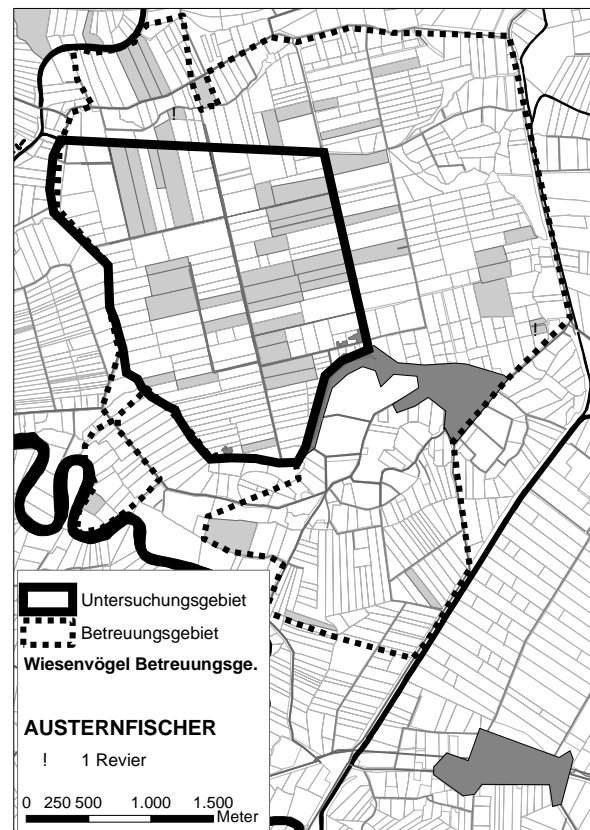 !
!
Untersuchungsgebiet
Betreuungsgebiet
Wiesenvögel Betreuungsge.
AUSTERNFISCHER
! 1 Revier
0 250 500 1.000 1.500
Meter